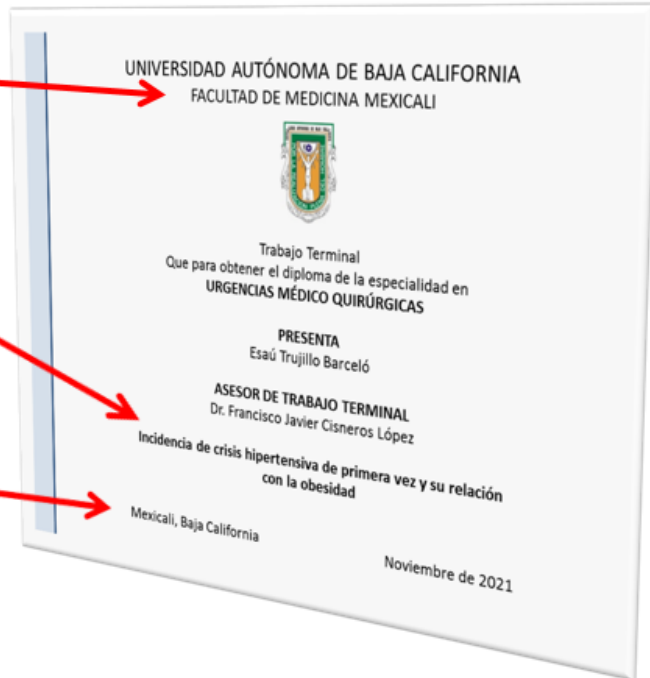 UNIVERSIDAD AUTÓNOMA DE BAJA CALIFORNIA
FACULTAD DE MEDICINA MEXICALI
Trabajo Terminal
Que para obtener el diploma de la especialidad en
URGENCIAS MÉDICO QUIRÚRGICAS
PRESENTA
Esaú Trujillo Barceló
ASESOR DE TRABAJO TERMINAL
Dr. Francisco Javier Cisneros López
Incidencia de crisis hipertensiva de primera vez y su relación
con la obesidad
Mexicali, Baja California
Noviembre de 2021